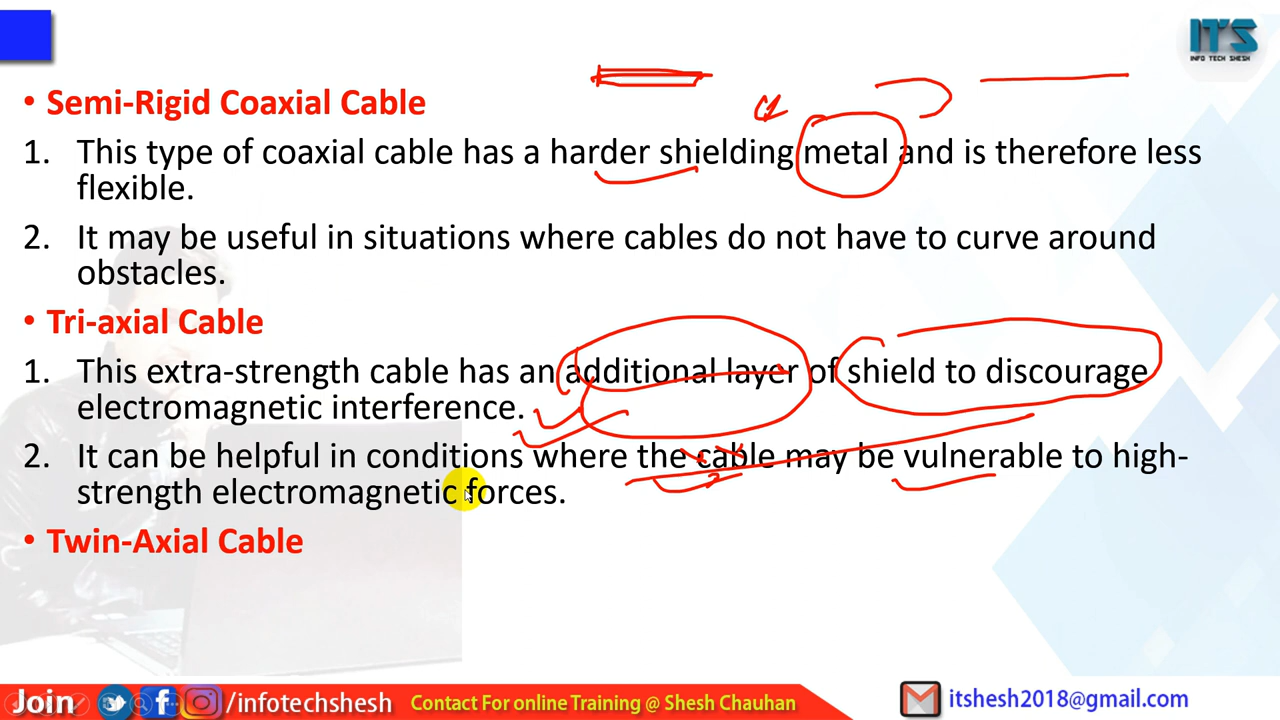 ITS
INFO TECH SHESH
• Semi-Rigid Coaxial Cable
1. This type of coaxial cable has a harder shielding metal and is therefore less
flexible.
2. It may be useful in situations where cables do not have to curve around
obstacles.
• Tri-axial Cable
1. This extra-strength cable has an additional layer of shield to discourage
electromagnetic interference.
2. It can be helpful in conditions where the cable may be vulnerable to high-
strength electromagnetic forces.
• Twin-Axial Cable
Join /infotechshesh Contact For online Training @ Shesh Chauhan itshesh2018@gmail.com